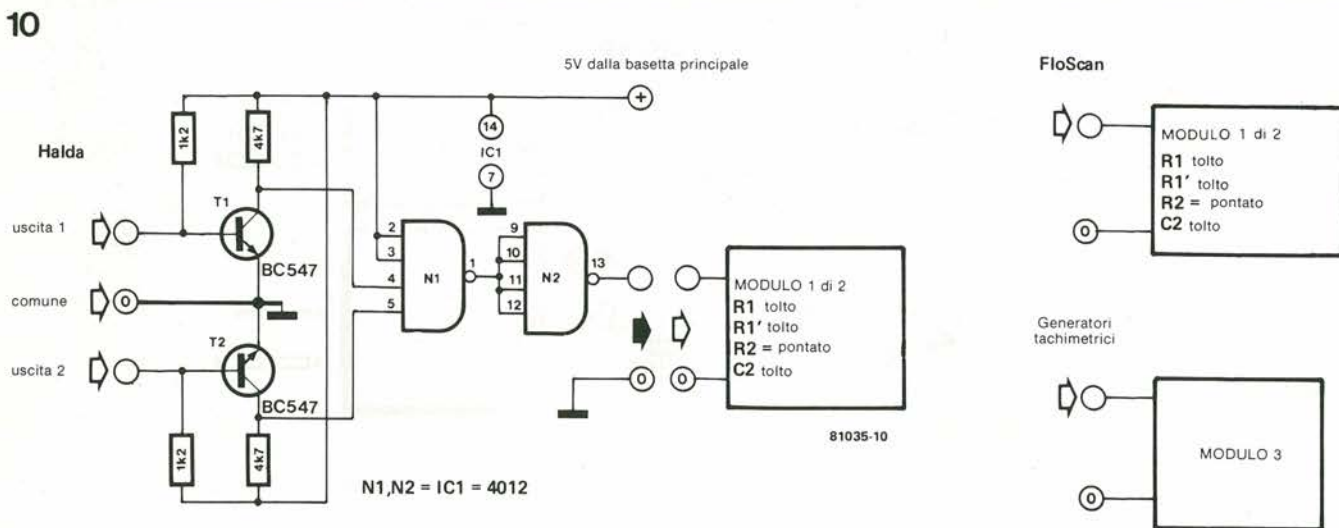 10
5V dalla basetta principale
FloScan
Halda
1k2
4k7
14
IC1
7
+
uscita 1
T1
BC547
comune
0
uscita 2
T2
BC547
1k2
4k7
2
3
4
5
N1
1
9
10
11
12
N2
13
0
0
MODULO 1 di 2
R1 tolto
R1' tolto
R2 = pontato
C2 tolto
81035-10
N1,N2 = IC1 = 4012
MODULO 1 di 2
R1 tolto
R1' tolto
R2 = pontato
C2 tolto
0
Generatori
tachimetrici
MODULO 3
0